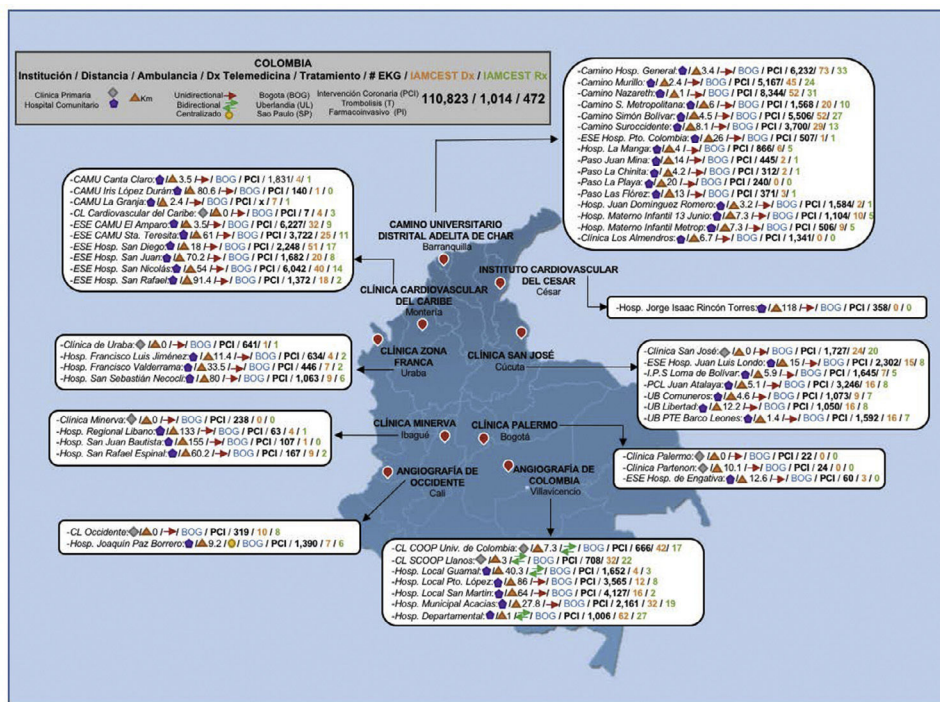 COLOMBIA
Institución / Distancia / Ambulancia / Dx Telemedicina / Tratamiento / # EKG / IAMCEST Dx / IAMCEST Rx
Clínica Primaria
Hospital Comunitario
Km
Unidirectional
Bidirectional
Centralizado
Bogota (BOG)
Uberlandia (UL)
Sao Paulo (SP)
Intervención Coronaria (PCI)
Trombolisis (T)
Farmacoinvasivo (PI)
110,823 / 1,014 / 472
-Camino Hosp. General: / 3.4 / / BOG / PCI / 6,232/ 73 / 33
-Camino Murillo: / 2.4 / / BOG / PCI / 5,167/ 45 / 24
-Camino Nazareth: / 1 / / BOG / PCI / 8,344/ 52 / 31
-Camino S. Metropolitana: / 6 / / BOG / PCI / 1,568 / 20 / 10
-Camino Simón Bolívar: / 4.5 / / BOG / PCI / 5,506/ 52 / 27
-Camino Suroccidente: / 8.1 / / BOG / PCI / 3,700 / 29 / 13
-ESE Hosp. Pto. Colombia: / 26 / / BOG / PCI / 507/ 1 / 1
-Hosp. La Manga: / 4 / / BOG / PCI / 866/ 6 / 5
-Paso Juan Mina: / 14 / / BOG / PCI / 445/ 2 / 1
-Paso La Chinita: / 4.2 / / BOG / PCI / 312/ 2 / 1
-Paso La Playa: / 20 / / BOG / PCI / 240/ 0 / 0
-Paso Las Flórez: / 13 / / BOG / PCI / 371/ 3 / 1
-Hosp. Juan Dominguez Romero: / 3.2 / / BOG / PCI / 1,584/ 2 / 1
-Hosp. Materno Infantil 13 Junio: / 7.3 / / BOG / PCI / 1,104/ 10 / 5
-Hosp. Materno Infantil Metrop: / 7.3 / / BOG / PCI / 506/ 9 / 5
-Clínica Los Almendros: / 6.7 / / BOG / PCI / 1,341/ 0 / 0
-CAMU Canta Claro: / 3.5 / / BOG / PCI / 1,831/ 4 / 1
-CAMU Iris López Durán: / 80.6 / / BOG / PCI / 140 / 1 / 0
-CAMU La Granja: / 2.4 / / BOG / PCI / x / 7 / 1
-CL Cardiovascular del Caribe: / 0 / / BOG / PCI / 7 / 4 / 3
-ESE CAMU El Amparo: / 3.5/ / BOG / PCI / 6,227/ 32 / 9
-ESE CAMU Sta. Teresita: / 61 / / BOG / PCI / 3,722 / 25 / 11
-ESE Hosp. San Diego: / 18 / / BOG / PCI / 2,248 / 51 / 17
-ESE Hosp. San Juan: / 70.2 / / BOG / PCI / 1,682 / 20 / 8
-ESE Hosp. San Nicolás: / 54 / / BOG / PCI / 6,042 / 40 / 14
-ESE Hosp. San Rafael: / 91.4 / / BOG / PCI / 1,372 / 18 / 2
CAMINO UNIVERSITARIO
DISTRITAL ADELITA DE CHAR
Barranquilla
INSTITUTO CARDIOVASCULAR
DEL CESAR
César
-Hosp. Jorge Isaac Rincón Torres: / 118 / / BOG / PCI / 358/ 0 / 0
CLÍNICA CARDIOVASCULAR
DEL CARIBE
Montería
CLÍNICA ZONA
FRANCA
Uraba
CLÍNICA SAN JOSÉ
Cúcuta
-Clínica de Uraba: / 0 / / BOG / PCI / 641/ 1 / 1
-Hosp. Francisco Luis Jiménez: / 11.4 / / BOG / PCI / 634/ 4 / 2
-Hosp. Francisco Valderrama: / 33.5 / / BOG / PCI / 446 / 7 / 2
-Hosp. San Sebastián Necocli: / 80 / / BOG / PCI / 1,063 / 9 / 6
-Clínica San José: / 0 / / BOG / PCI / 1,727/ 24 / 20
-ESE Hosp. Juan Luis Londo: / 15 / / BOG / PCI / 2,302/ 15 / 8
-I.P.S Loma de Bolívar: / 5.9 / / BOG / PCI / 1,645/ 7 / 5
-PCL Juan Atalaya: / 5.1 / / BOG / PCI / 3,246/ 16 / 8
-UB Comuneros: / 4.6 / / BOG / PCI / 1,073/ 9 / 7
-UB Libertad: / 12.2 / / BOG / PCI / 1,050/ 16 / 8
-UB PTE Barco Leones: / 1.4 / / BOG / PCI / 1,592 / 16 / 7
-Clínica Minerva: / 0 / / BOG / PCI / 238 / 0 / 0
-Hosp. Regional Líbano: / 133 / / BOG / PCI / 63 / 4 / 1
-Hosp. San Juan Bautista: / 155 / / BOG / PCI / 107 / 1 / 0
-Hosp. San Rafael Espinal: / 60.2 / / BOG / PCI / 167 / 9 / 2
CLÍNICA MINERVA
Ibagué
CLÍNICA PALERMO
Bogotá
-Clínica Palermo: / 0 / / BOG / PCI / 22 / 0 / 0
-Clínica Partenon: / 10.1 / / BOG / PCI / 24 / 0 / 0
-ESE Hosp. de Engativa: / 12.6 / / BOG / PCI / 60 / 3 / 0
ANGIOGRAFÍA DE
OCCIDENTE
Cali
ANGIOGRAFÍA DE
COLOMBIA
Villavicencio
-CL Occidente: / 0 / / BOG / PCI / 319 / 10 / 8
-Hosp. Joaquín Paz Borrero: / 9.2 / / BOG / PCI / 1,390 / 7 / 6
-CL COOP Univ. de Colombia: / 7.3 / / BOG / PCI / 666/ 42 / 17
-CL SCOOP Llanos: / 3 / / BOG / PCI / 708/ 32 / 22
-Hosp. Local Guamal: / 40.3 / / BOG / PCI / 1,652 / 4 / 3
-Hosp. Local Pto. López: / 86 / / BOG / PCI / 3,565 / 12 / 8
-Hosp. Local San Martin: / 64 / / BOG / PCI / 4,127/ 16 / 2
-Hosp. Municipal Acacias: / 27.8 / / BOG / PCI / 2,161 / 32 / 19
-Hosp. Departamental: / 1 / / BOG / PCI / 1,006 / 62 / 27